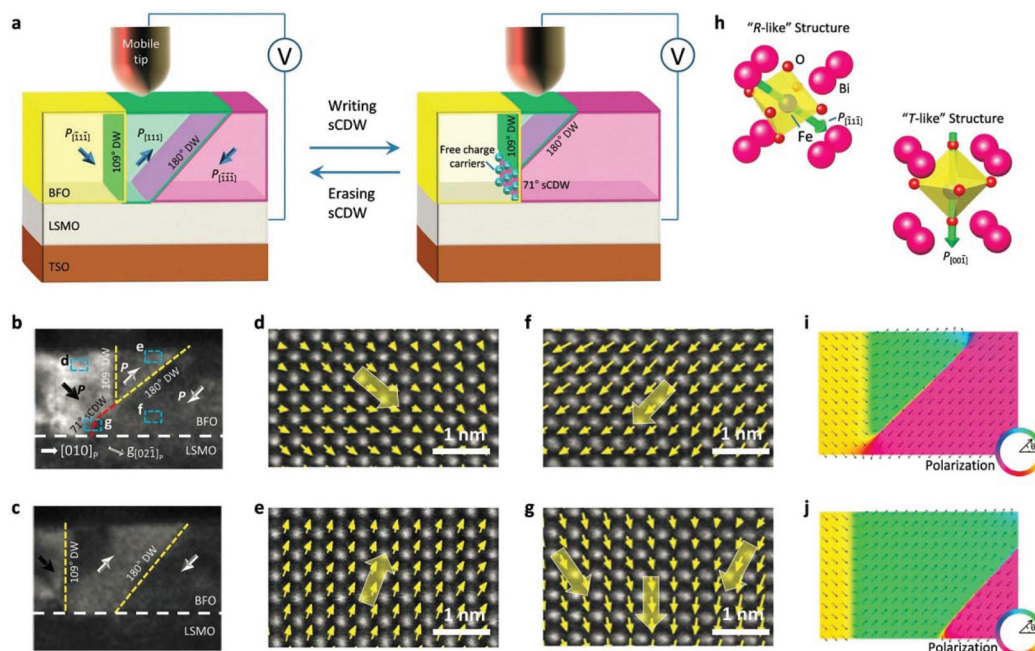 a
Mobile
tip
V
P[1̄11̄]
109° DW
P[111]
180° DW
P[1̄1̄1̄]
BFO
LSMO
TSO
Writing
sCDW
Erasing
sCDW
V
Free charge
carriers
109° DW
180° DW
71° sCDW
h
"R-like" Structure
O
Bi
P[1̄11̄]
Fe
"T-like" Structure
P[001̄]
b
d
109° DW
e
P
P
180° DW
P
f
71° sCDW
g
BFO
[010]P
g[021̄]P
LSMO
c
109° DW
180° DW
BFO
LSMO
d
1 nm
e
1 nm
f
1 nm
g
1 nm
i
Polarization
θ
j
Polarization
θ